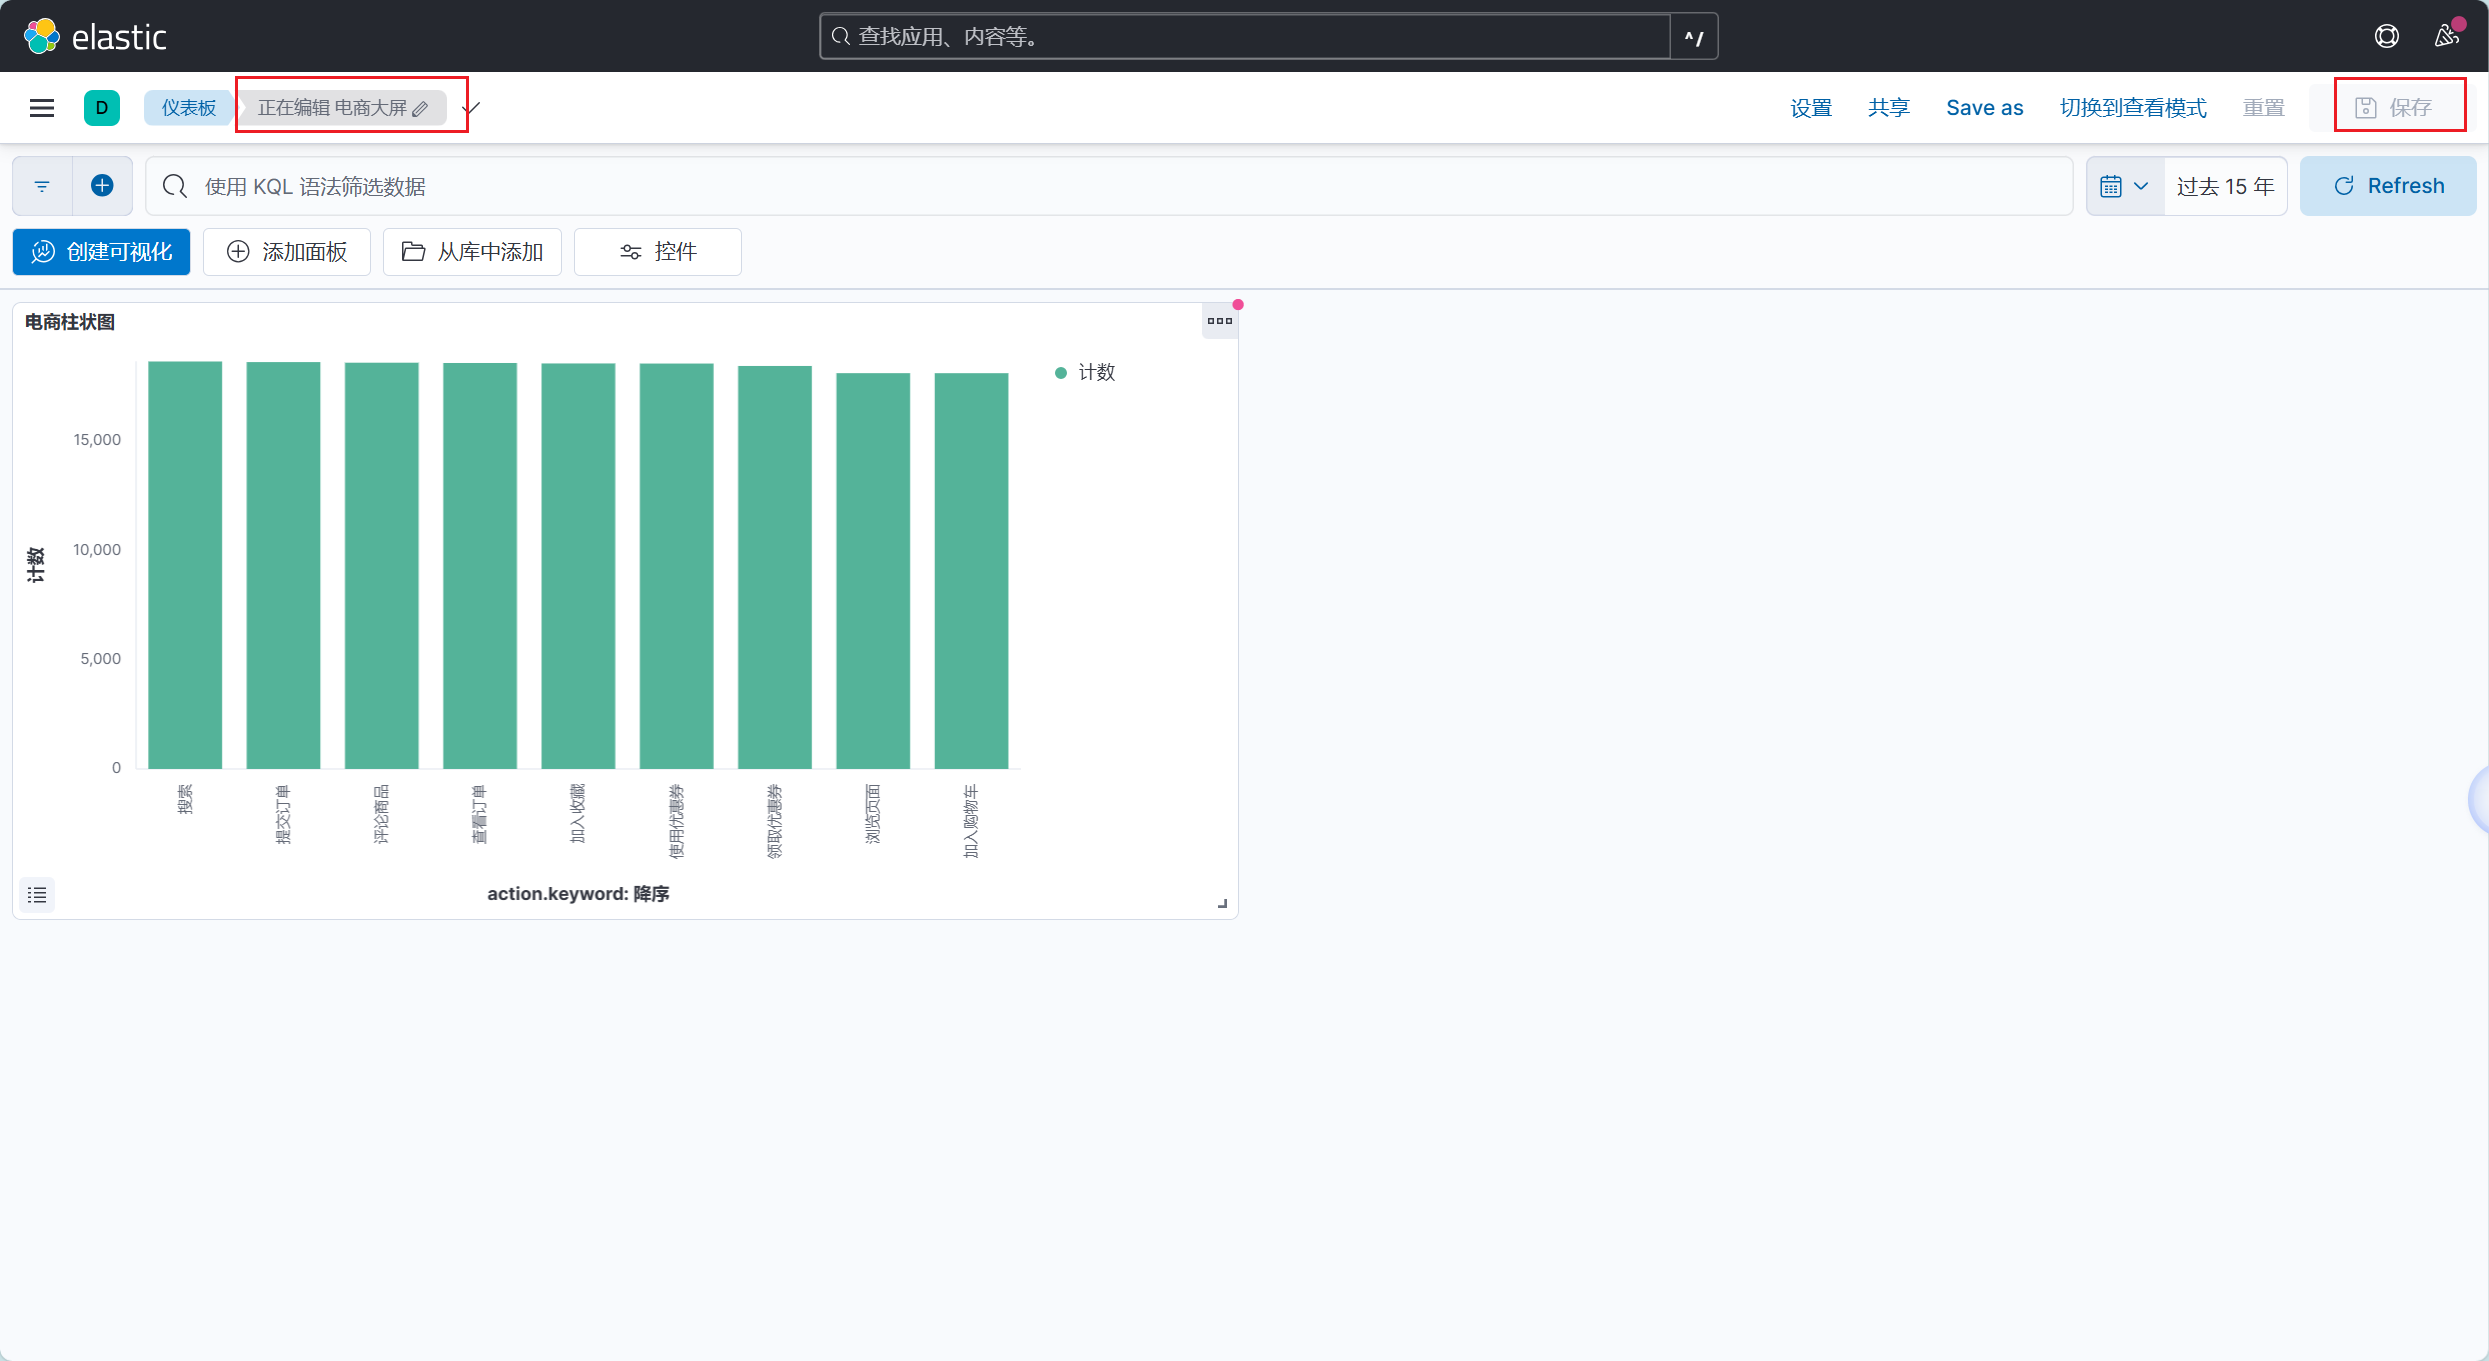 elastic
查找应用、内容等。
^/
D
仪表板
正在编辑 电商大屏
设置
共享
Save as
切换到查看模式
重置
保存
使用 KQL 语法筛选数据
过去 15 年
Refresh
创建可视化
添加面板
从库中添加
控件
电商柱状图
计数
15,000
10,000
5,000
0
计数
搜索
提交订单
评论商品
查看订单
加入收藏
使用优惠券
领取优惠券
浏览页面
加入购物车
action.keyword: 降序